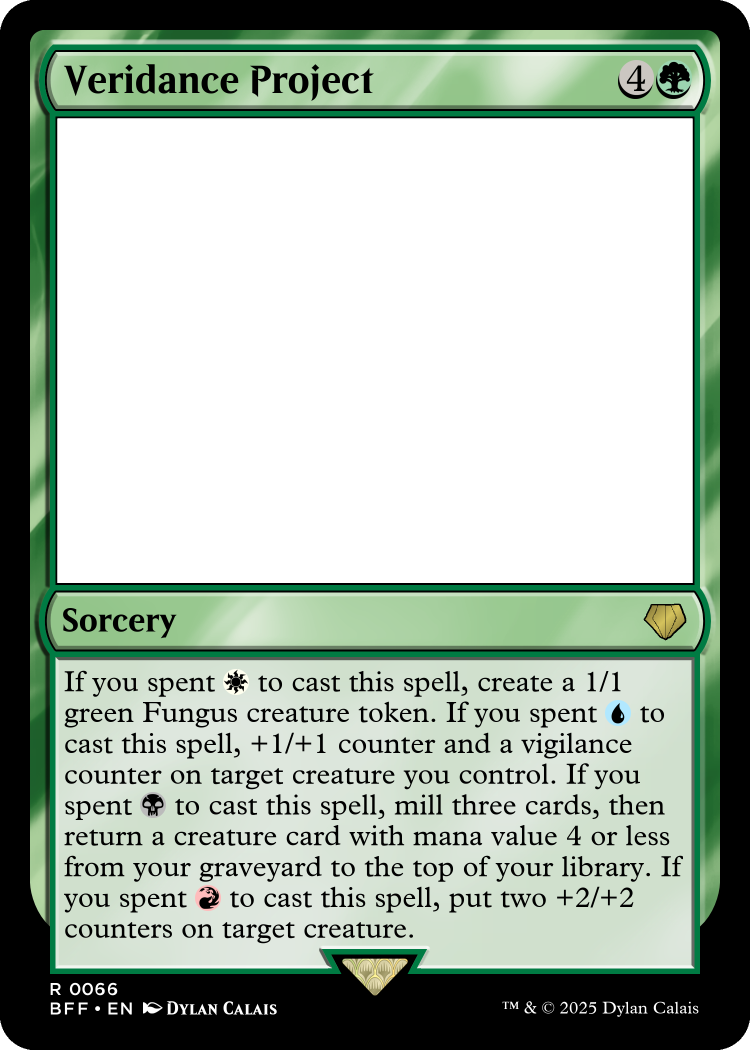 Veridance Project 4
Sorcery
If you spent to cast this spell, create a 1/1
green Fungus creature token. If you spent to
cast this spell, +1/+1 counter and a vigilance
counter on target creature you control. If you
spent to cast this spell, mill three cards, then
return a creature card with mana value 4 or less
from your graveyard to the top of your library. If
you spent to cast this spell, put two +2/+2
counters on target creature.
R 0066
BFF • EN Dylan Calais
™ & © 2025 Dylan Calais